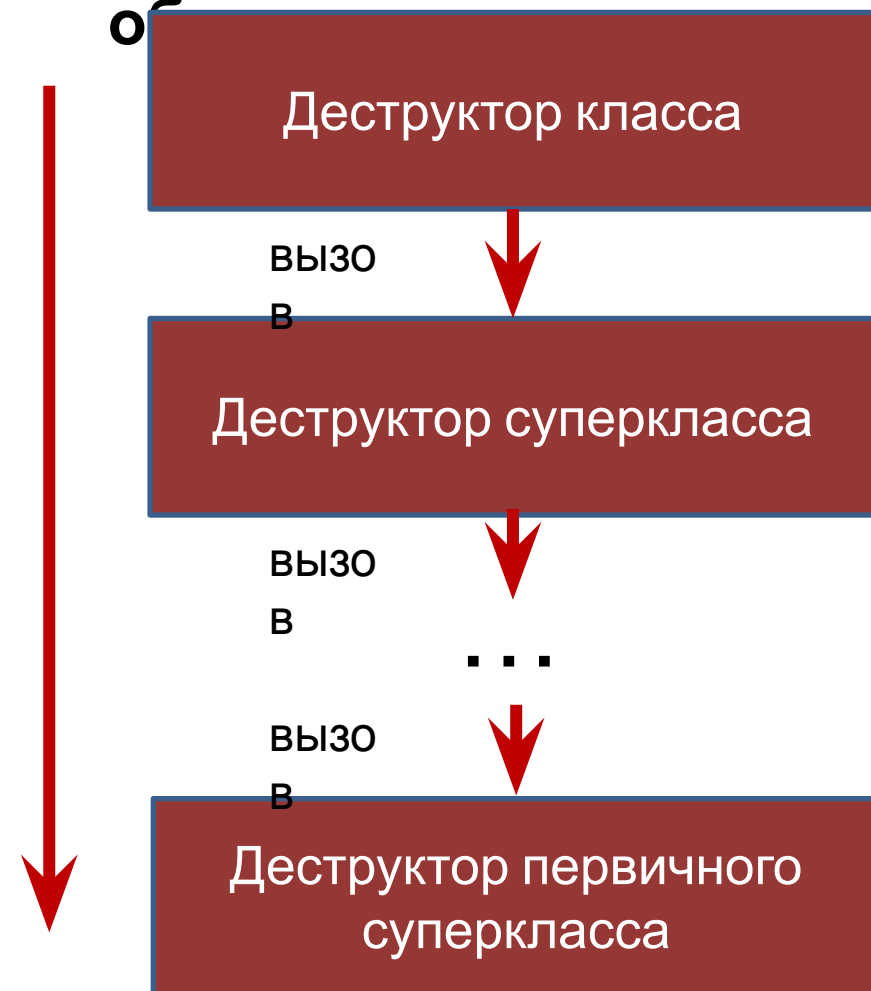 Деструктор класса
вызо
в
Деструктор суперкласса
вызо
в
...
вызо
в
Деструктор первичного
суперкласса